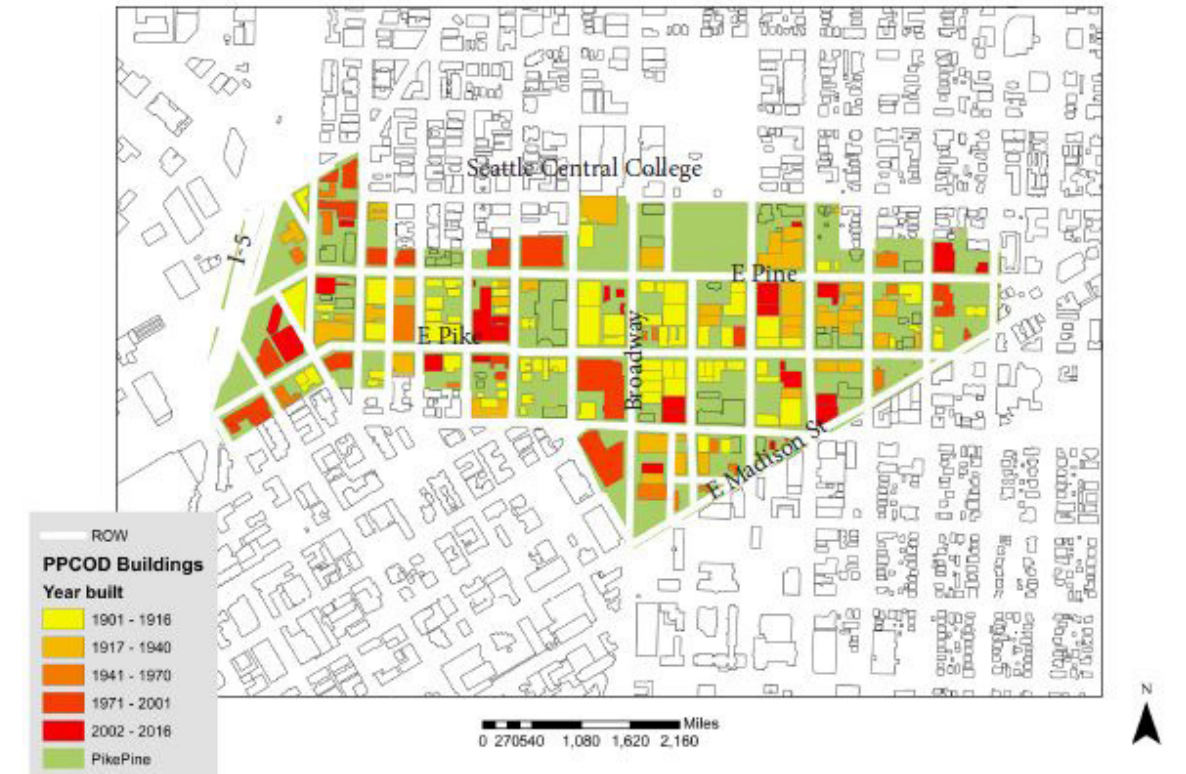 Seattle Central College
I-5
E Pine
E Pike
Broadway
E Madison St
ROW
PPCOD Buildings
Year built
1901 - 1916
1917 - 1940
1941 - 1970
1971 - 2001
2002 - 2016
PikePine
Miles
0 270540 1,080 1,620 2,160
N